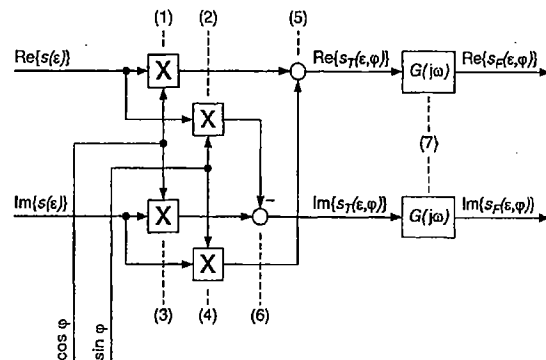 (1) (2) (5)
Re{s(ε)} X Re{s_T(ε,φ)} G(jω) Re{s_F(ε,φ)}
X
(7)
−
Im{s(ε)} X Im{s_T(ε,φ)} G(jω) Im{s_F(ε,φ)}
X
(3) (4) (6)
cos φ
sin φ